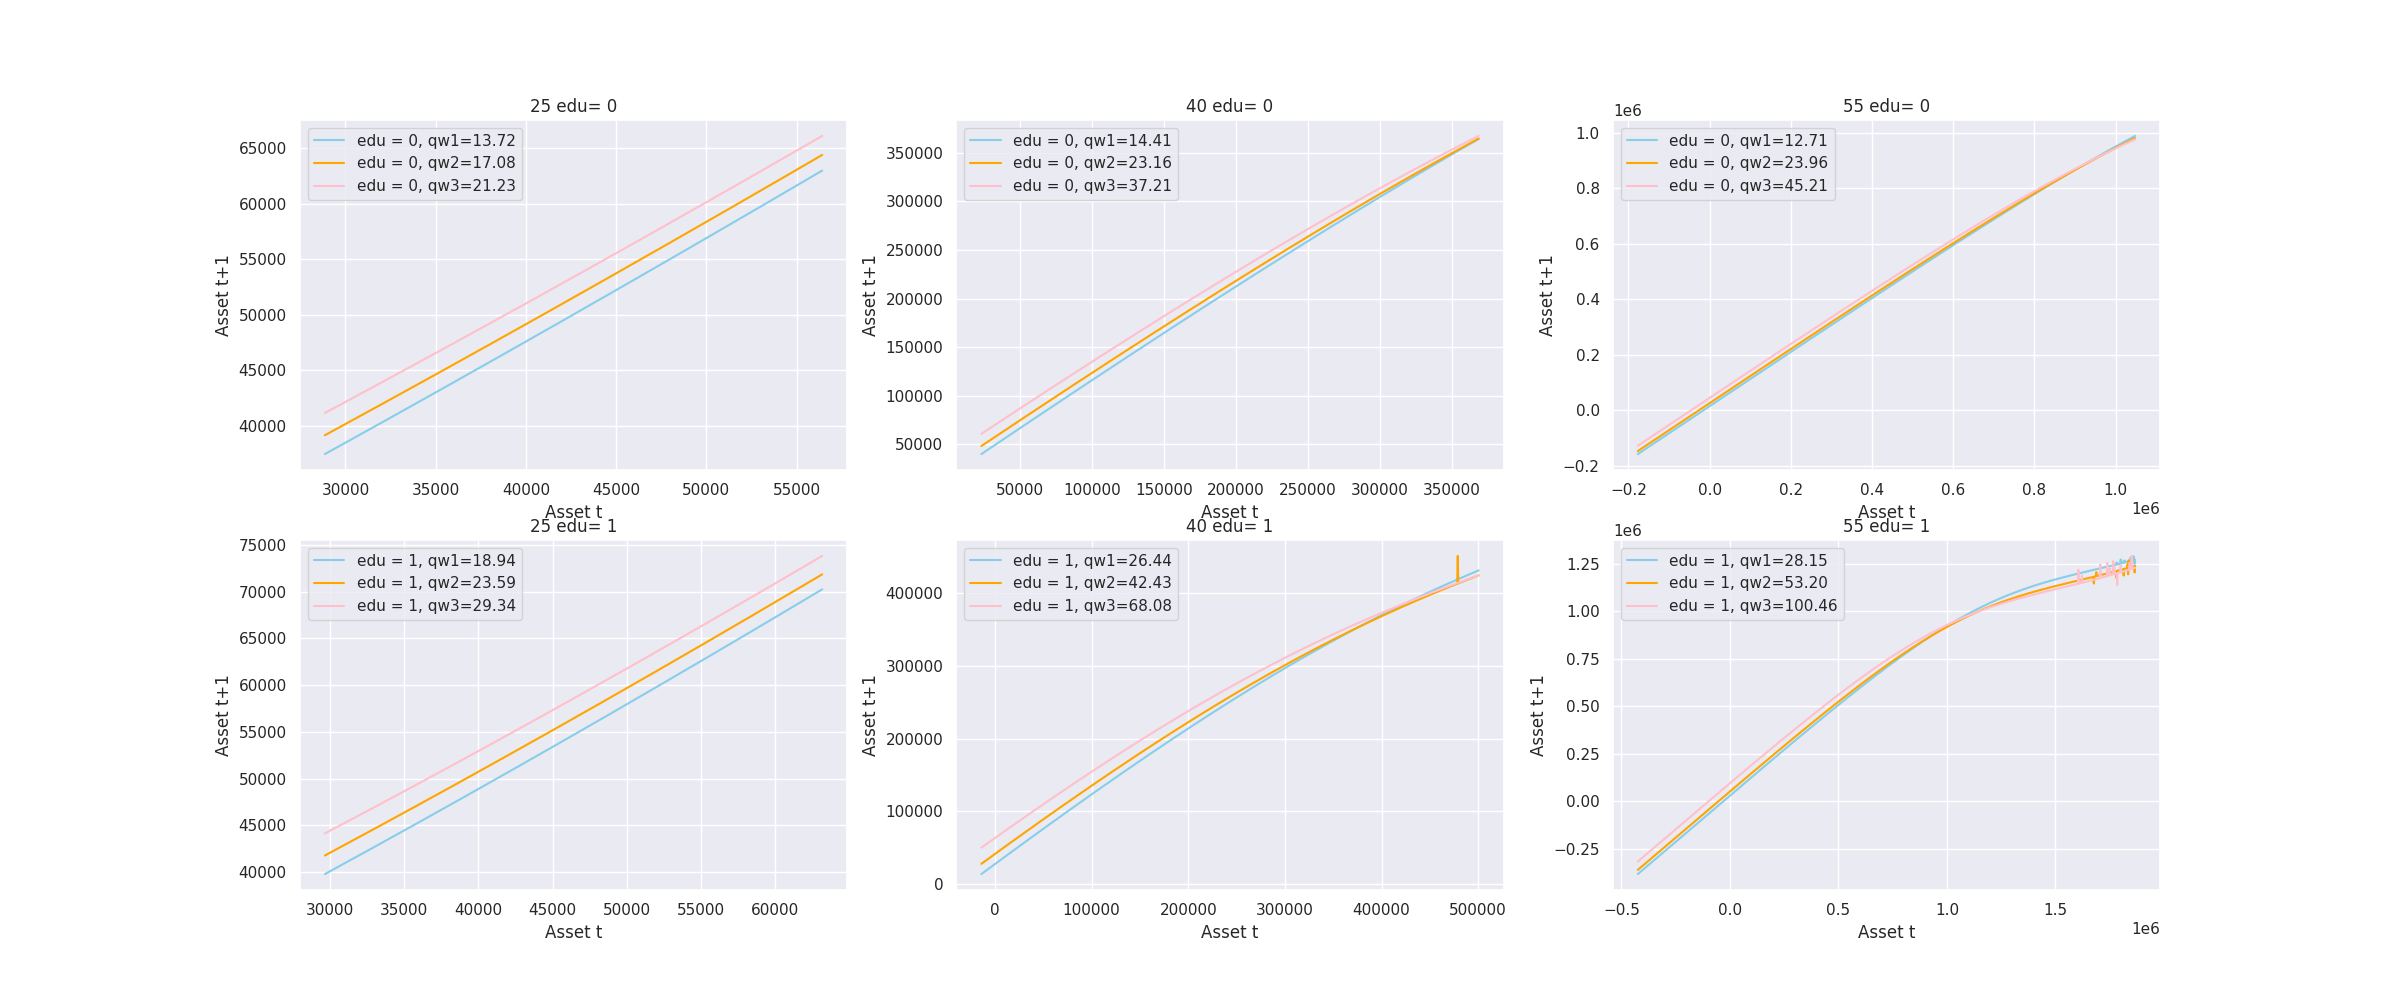 25 edu= 0
edu = 0, qw1=13.72
edu = 0, qw2=17.08
edu = 0, qw3=21.23
65000
60000
55000
50000
45000
40000
Asset t+1
30000 35000 40000 45000 50000 55000
Asset t
40 edu= 0
edu = 0, qw1=14.41
edu = 0, qw2=23.16
edu = 0, qw3=37.21
350000
300000
250000
200000
150000
100000
50000
Asset t+1
50000 100000 150000 200000 250000 300000 350000
Asset t
55 edu= 0
1e6
edu = 0, qw1=12.71
edu = 0, qw2=23.96
edu = 0, qw3=45.21
1.0
0.8
0.6
0.4
0.2
0.0
−0.2
Asset t+1
−0.2 0.0 0.2 0.4 0.6 0.8 1.0
1e6
Asset t
25 edu= 1
edu = 1, qw1=18.94
edu = 1, qw2=23.59
edu = 1, qw3=29.34
75000
70000
65000
60000
55000
50000
45000
40000
Asset t+1
30000 35000 40000 45000 50000 55000 60000
Asset t
40 edu= 1
edu = 1, qw1=26.44
edu = 1, qw2=42.43
edu = 1, qw3=68.08
400000
300000
200000
100000
0
Asset t+1
0 100000 200000 300000 400000 500000
Asset t
55 edu= 1
1e6
edu = 1, qw1=28.15
edu = 1, qw2=53.20
edu = 1, qw3=100.46
1.25
1.00
0.75
0.50
0.25
0.00
−0.25
Asset t+1
−0.5 0.0 0.5 1.0 1.5
1e6
Asset t